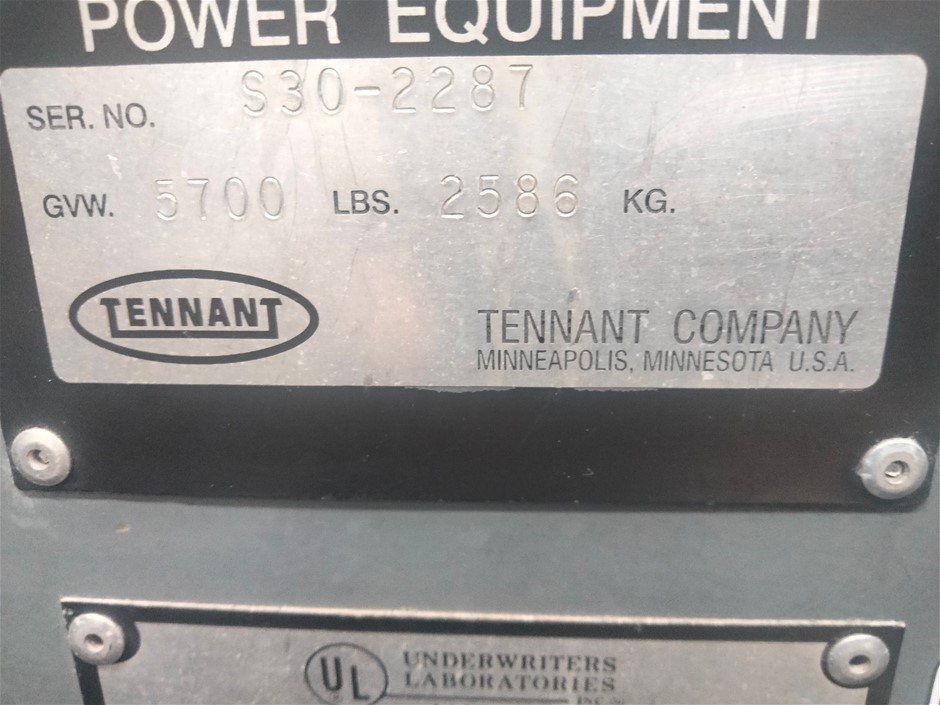 POWER EQUIPMENT
SER. NO. S30-2287
GVW. 5700 LBS. 2586 KG.
TENNANT
TENNANT COMPANY
MINNEAPOLIS, MINNESOTA U.S.A.
UL UNDERWRITERS
LABORATORIES
INC.